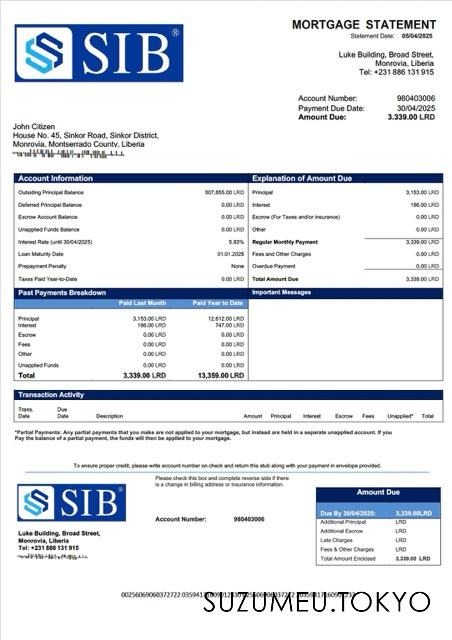 SIB®
MORTGAGE STATEMENT
Statement Date: 05/04/2025
Luke Building, Broad Street,
Monrovia, Liberia
Tel: +231 886 131 915
Account Number: 980403006
Payment Due Date: 30/04/2025
Amount Due: 3.339.00 LRD
John Citizen
House No. 45, Sinkor Road, Sinkor District,
Monrovia, Montserrado County, Liberia
Account Information
Outsiding Principal Balance 507,855.00 LRD
Deferred Principal Balance 0.00 LRD
Escrow Account Balance 0.00 LRD
Unapplied Funds Balance 0.00 LRD
Interest Rate (until 30/04/2025) 5.93%
Loan Maturity Date 01.01.2025
Prepayment Penalty None
Taxes Paid Year-to-Date 0.00 LRD
Explanation of Amount Due
Principal 3,153.00 LRD
Interest 186.00 LRD
Escrow (For Taxes and/or insurance) 0.00 LRD
Other 0.00 LRD
Regular Monthly Payment 3,339.00 LRD
Fees and Other Charges 0.00 LRD
Overdue Payment 0.00 LRD
Total Amount Due 3,339.00 LRD
Past Payments Breakdown
Paid Last Month Paid Year to Date
Principal 3,153.00 LRD 12,612.00 LRD
Interest 186.00 LRD 747.00 LRD
Escrow 0.00 LRD 0.00 LRD
Fees 0.00 LRD 0.00 LRD
Other 0.00 LRD 0.00 LRD
Unapplied Funds 0.00 LRD 0.00 LRD
Total 3,339.00 LRD 13,359.00 LRD
Important Messages
Transaction Activity
Trans. Date Due Date Description Amount Principal Interest Escrow Fees Unapplied* Total
*Partial Payments: Any partial payments that you make are not applied to your mortgage, but instead are held in a separate unapplied account. If you
Pay the balance of a partial payment, the funds will then be applied to your mortgage.
To ensure proper credit, please write account number on check and return this stub along with your payment in envelope provided.
SIB®
Luke Building, Broad Street,
Monrovia, Liberia
Tel: +231 886 131 915
Please check this box and complete reverse side if there
is a change in billing address or insurance information.
Account Number: 980403006
Amount Due
Due By 30/04/2025: 3,339.00LRD
Additional Principal LRD
Additional Escrow LRD
Late Charges LRD
Fees & Other Charges LRD
Total Amount Enclosed 3,339.00 LRD
SUZUMEU.TOKYO